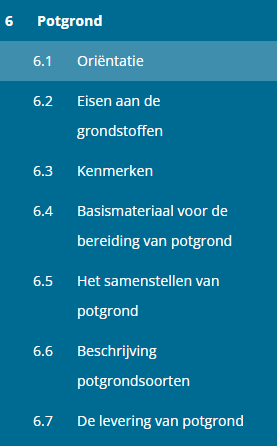 6 Potgrond
6.1 Oriëntatie
6.2 Eisen aan de
grondstoffen
6.3 Kenmerken
6.4 Basismateriaal voor de
bereiding van potgrond
6.5 Het samenstellen van
potgrond
6.6 Beschrijving
potgrondsoorten
6.7 De levering van potgrond